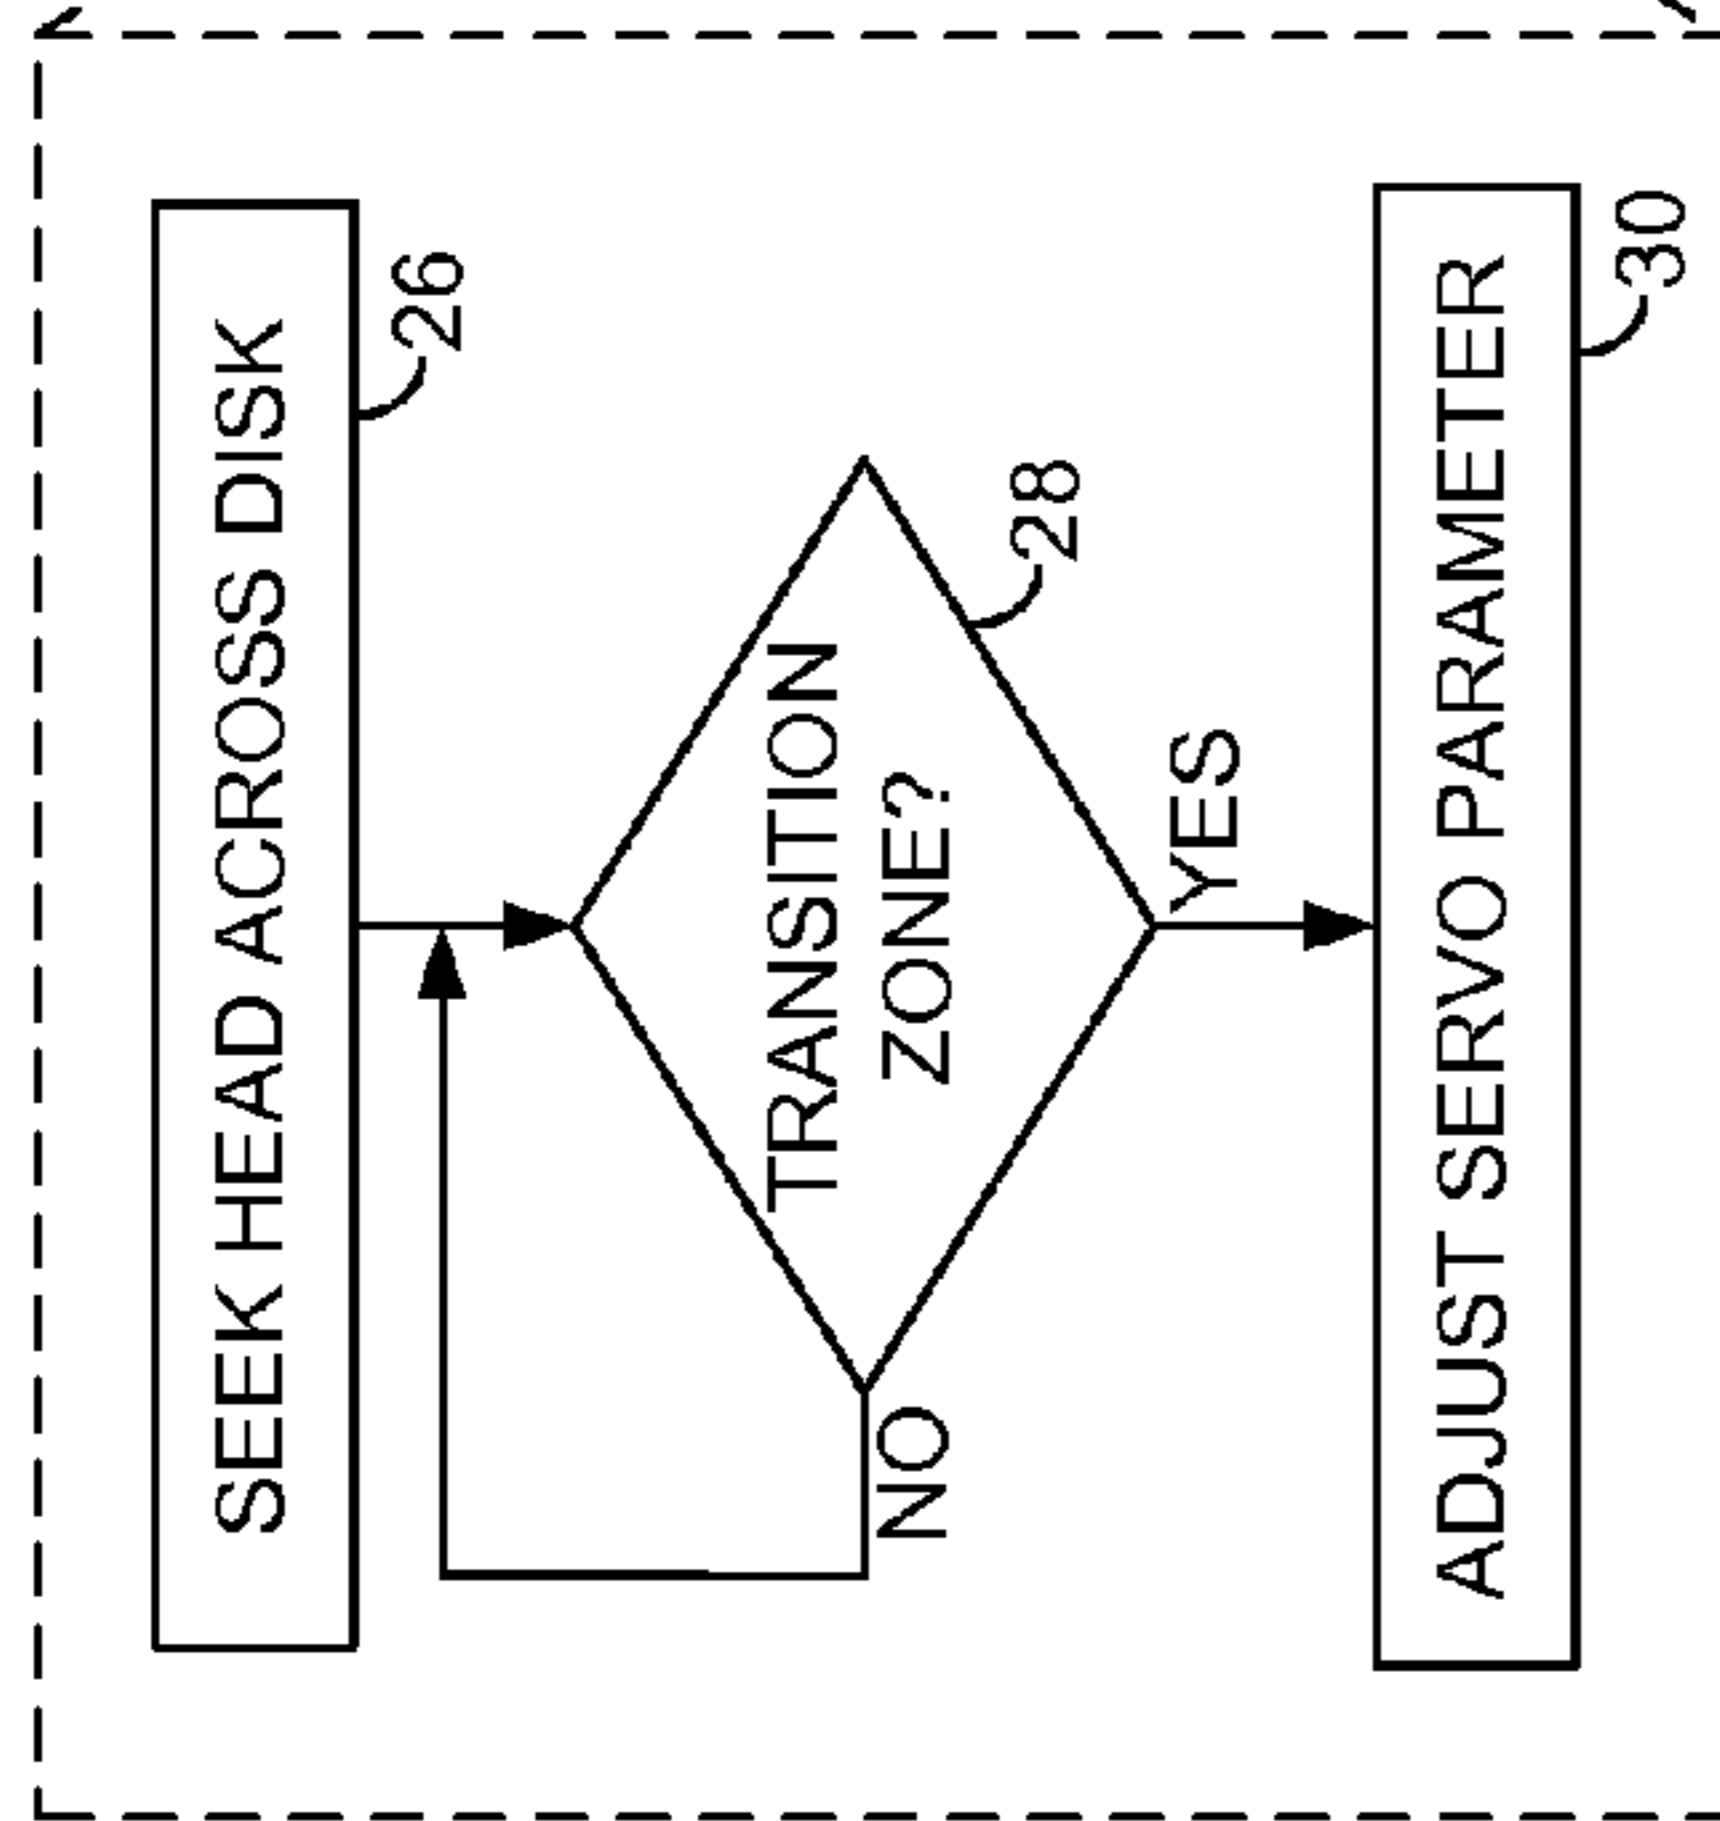 SEEK HEAD ACROSS DISK
26
TRANSITION
ZONE?
28
NO
YES
ADJUST SERVO PARAMETER
30